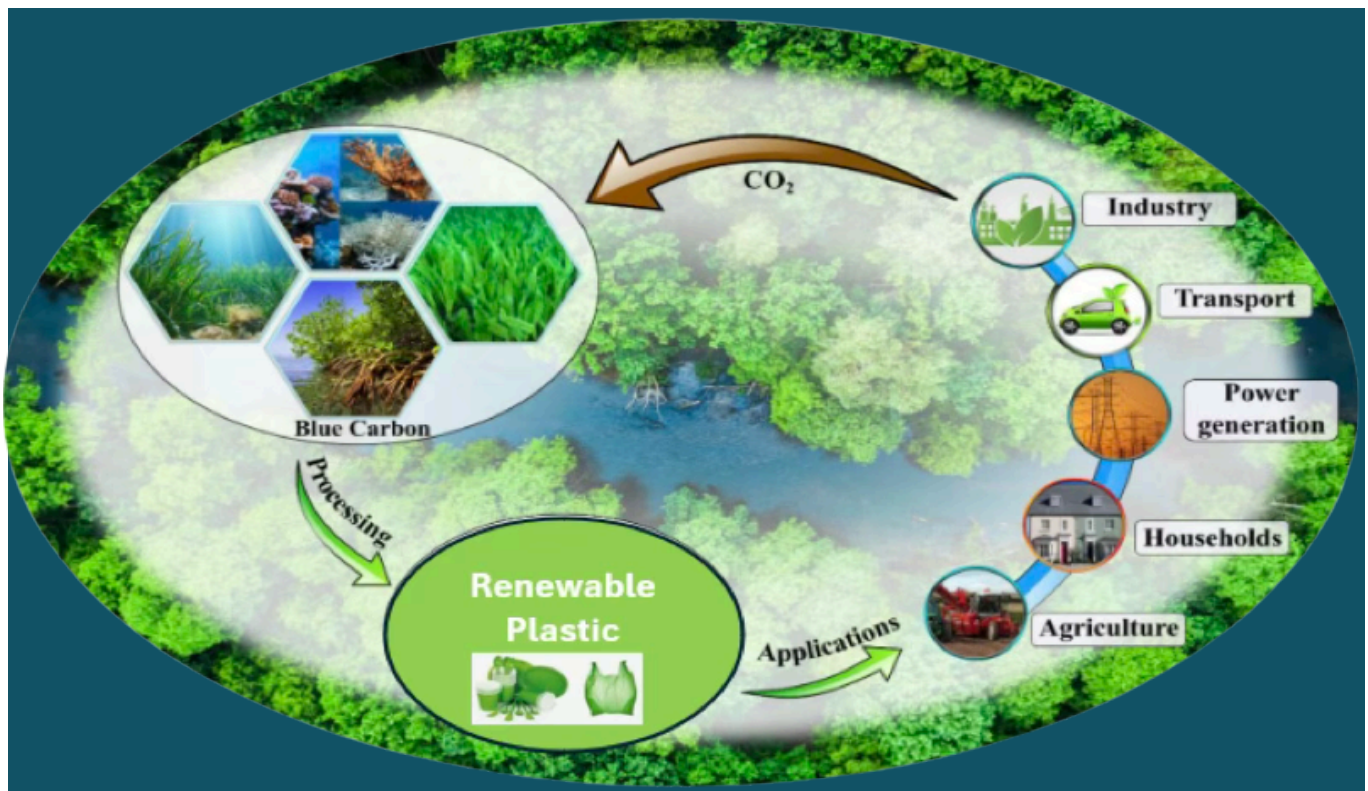 CO₂
Industry
Transport
Power
generation
Households
Agriculture
Blue Carbon
Processing
Renewable
Plastic
Applications